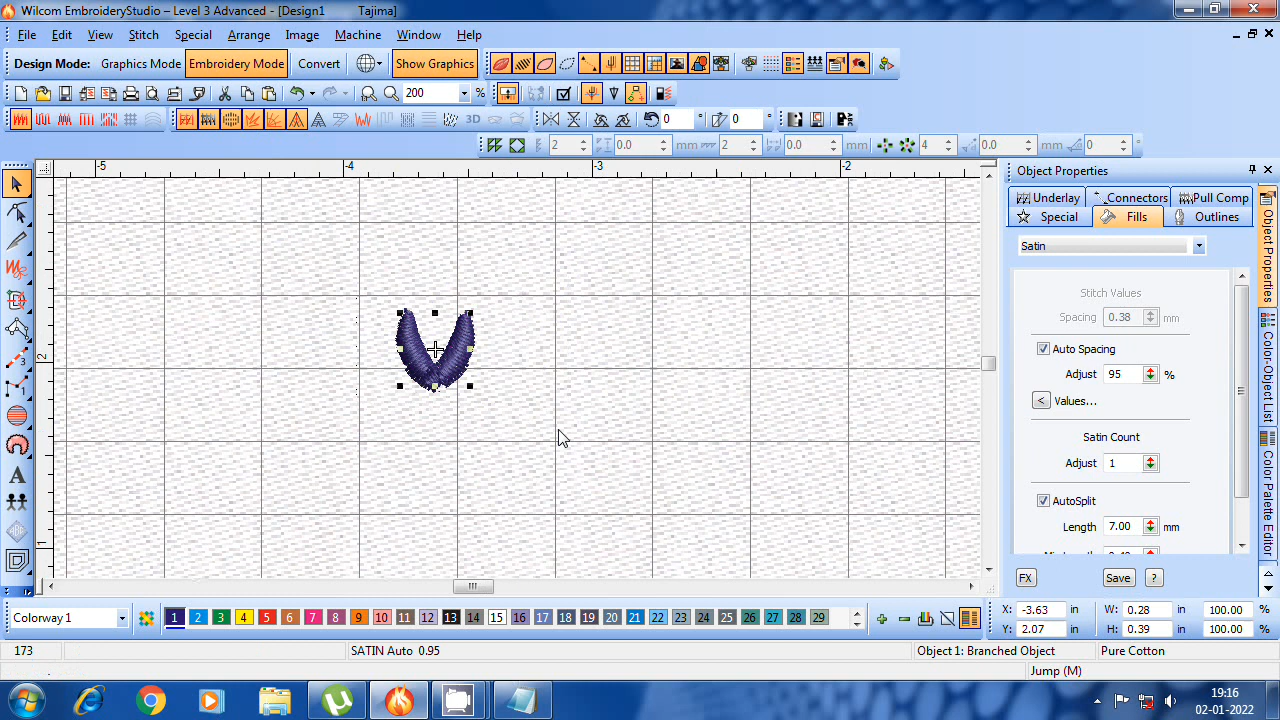 Wilcom EmbroideryStudio – Level 3 Advanced - [Design1 Tajima]
File Edit View Stitch Special Arrange Image Machine Window Help
Design Mode: Graphics Mode Embroidery Mode Convert Show Graphics
200 %
3D 0 ° 0 °
2 0.0 mm 2 0.0 mm 4 0.0 mm 0 °
-5 -4 -3 -2
2
1
Object Properties
Underlay Connectors Pull Comp
Special Fills Outlines
Satin
Stitch Values
Spacing 0.38 mm
Auto Spacing
Adjust 95 %
< Values...
Satin Count
Adjust 1
AutoSplit
Length 7.00 mm
FX Save ?
Object Properties
Color-Object List
Color Palette Editor
Colorway 1 1 2 3 4 5 6 7 8 9 10 11 12 13 14 15 16 17 18 19 20 21 22 23 24 25 26 27 28 29
X: -3.63 in W: 0.28 in 100.00 %
Y: 2.07 in H: 0.39 in 100.00 %
173 SATIN Auto 0.95 Object 1: Branched Object Pure Cotton
Jump (M)
19:16
02-01-2022